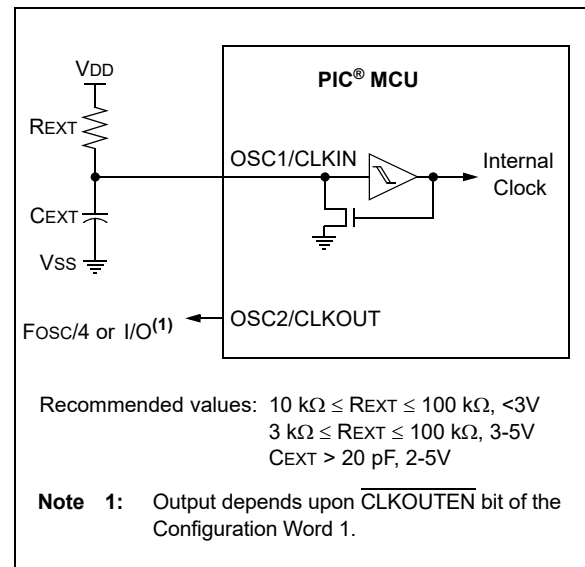 VDD
PIC® MCU
REXT
OSC1/CLKIN
Internal
Clock
CEXT
VSS
OSC2/CLKOUT
FOSC/4 or I/O(1)
Recommended values: 10 kΩ ≤ REXT ≤ 100 kΩ, <3V
3 kΩ ≤ REXT ≤ 100 kΩ, 3-5V
CEXT > 20 pF, 2-5V
Note 1: Output depends upon C̅L̅K̅O̅U̅T̅E̅N̅ bit of the
Configuration Word 1.